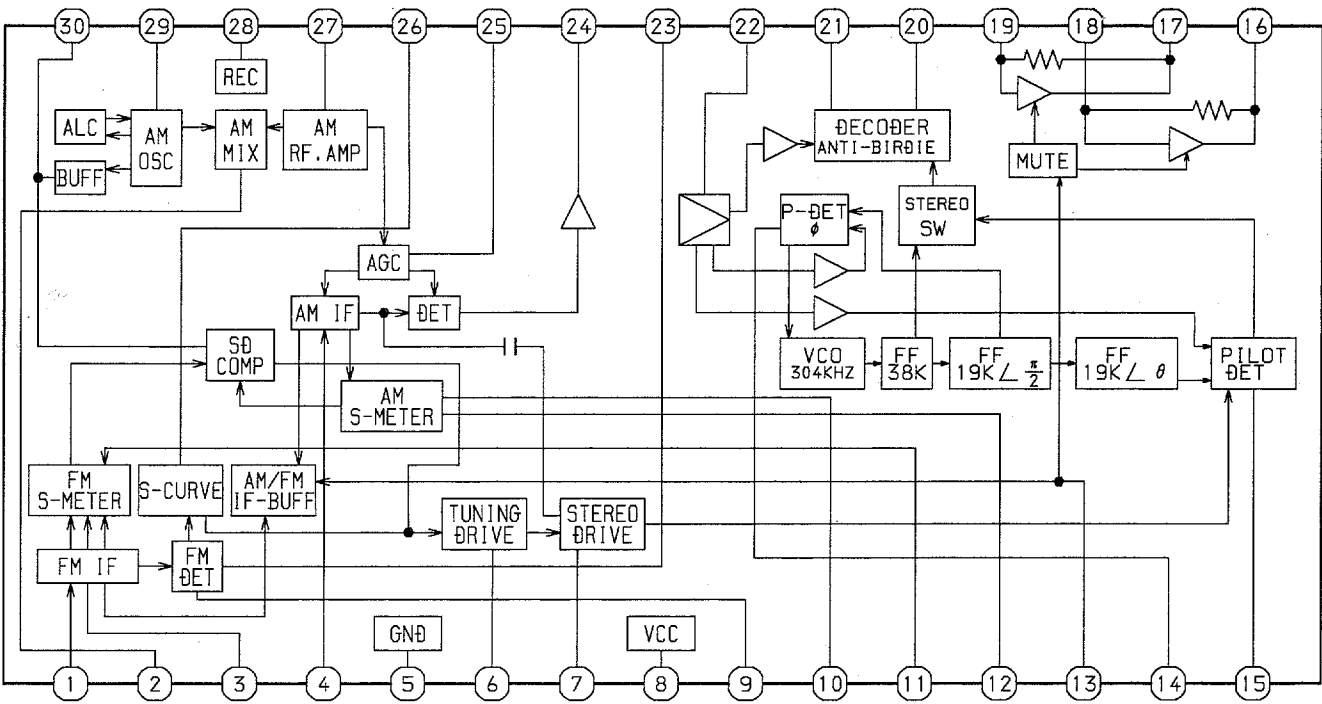 30 29 28 27 26 25 24 23 22 21 20 19 18 17 16
REC
ALC
AM
OSC
AM
MIX
AM
RF.AMP
BUFF
DECODER
ANTI-BIRDIE
MUTE
P-DET
φ
STEREO
SW
AGC
AM IF
DET
SD
COMP
VCO
304KHZ
FF
38K
FF
19K∠ π/2
FF
19K∠ θ
PILOT
DET
AM
S-METER
FM
S-METER
S-CURVE
AM/FM
IF-BUFF
TUNING
DRIVE
STEREO
DRIVE
FM IF
FM
DET
GND
VCC
1 2 3 4 5 6 7 8 9 10 11 12 13 14 15